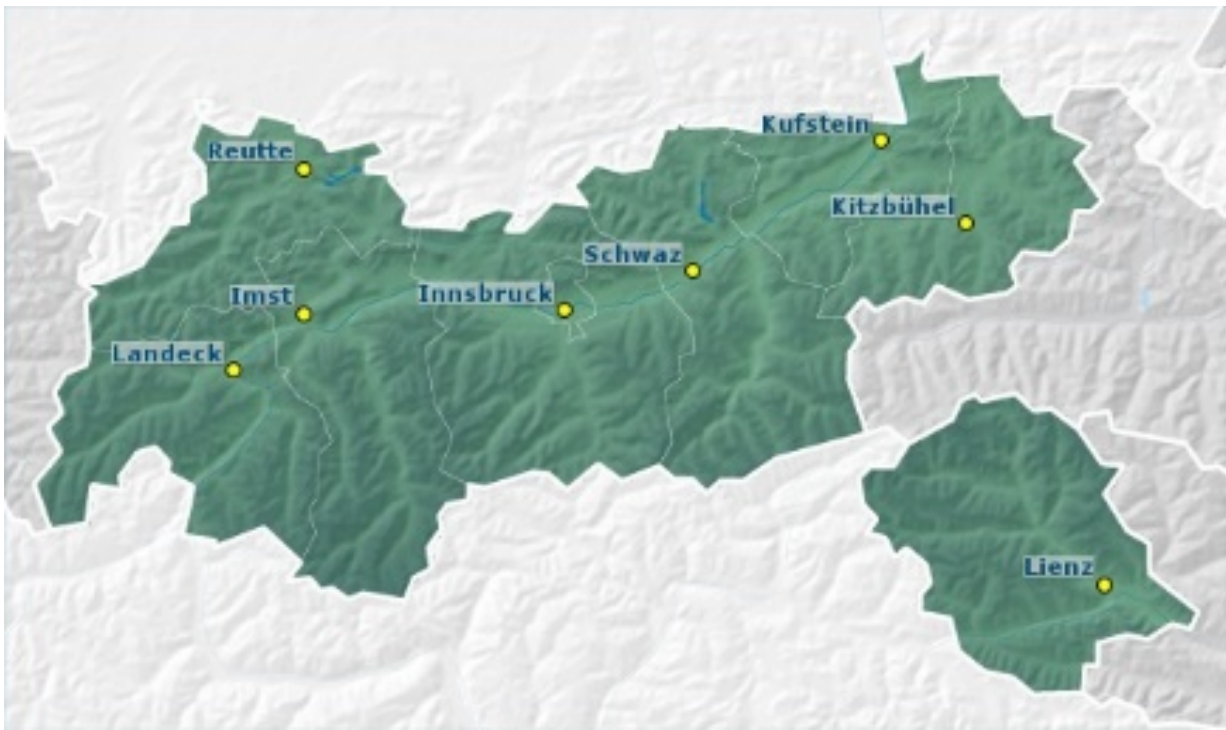 Kufstein
Reutte
Kitzbühel
Schwaz
Imst
Innsbruck
Landeck
Lienz